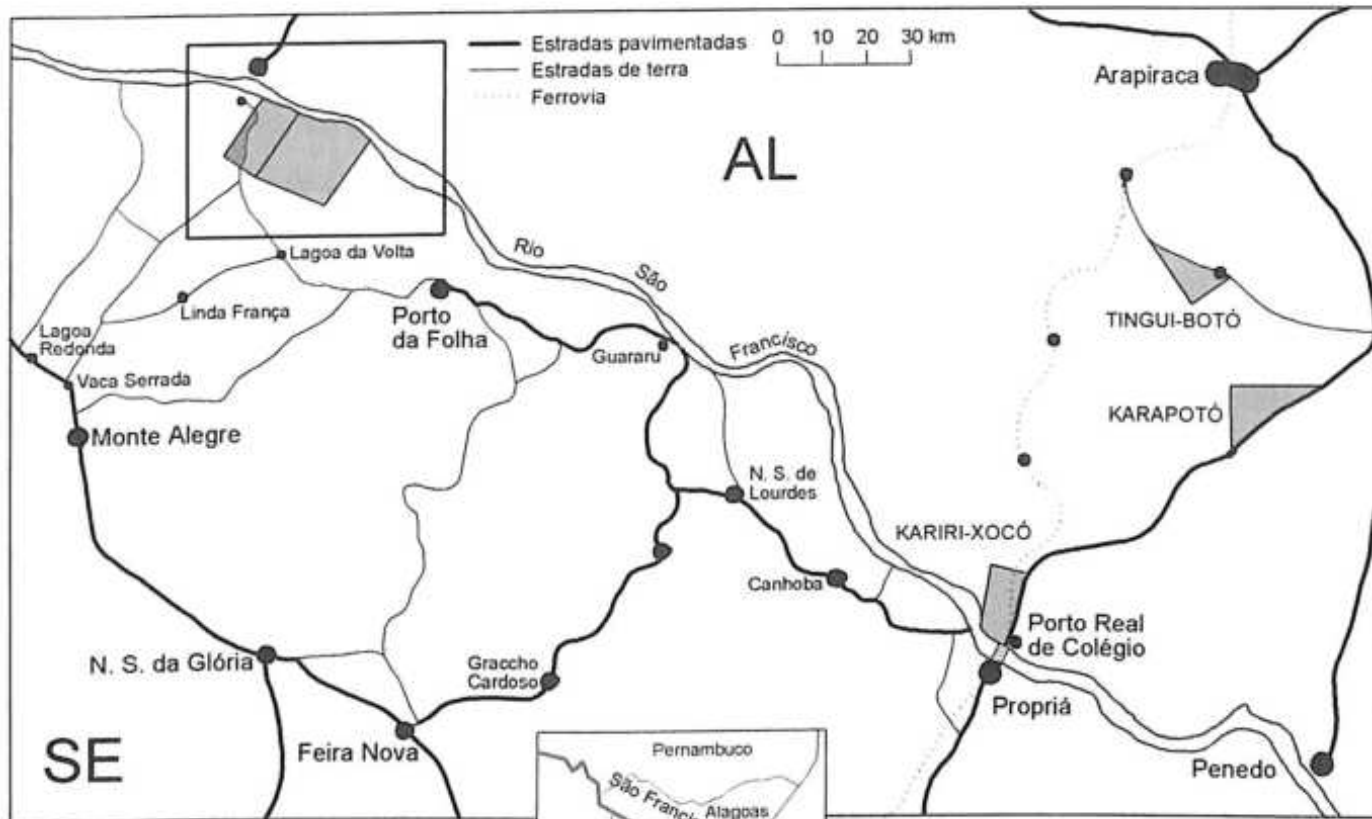 Estradas pavimentadas
Estradas de terra
Ferrovia
0 10 20 30 km
Arapiraca
AL
Rio
São
Francisco
Lagoa da Volta
Linda França
Porto
da Folha
Lagoa
Redonda
Guararu
Vaca Serrada
Monte Alegre
TINGUI-BOTÓ
KARAPOTÓ
N. S. de
Lourdes
KARIRI-XOCÓ
Canhoba
Porto Real
de Colégio
N. S. da Glória
Graccho
Cardoso
Propriá
Feira Nova
SE
Penedo
Pernambuco
São
Alagoas